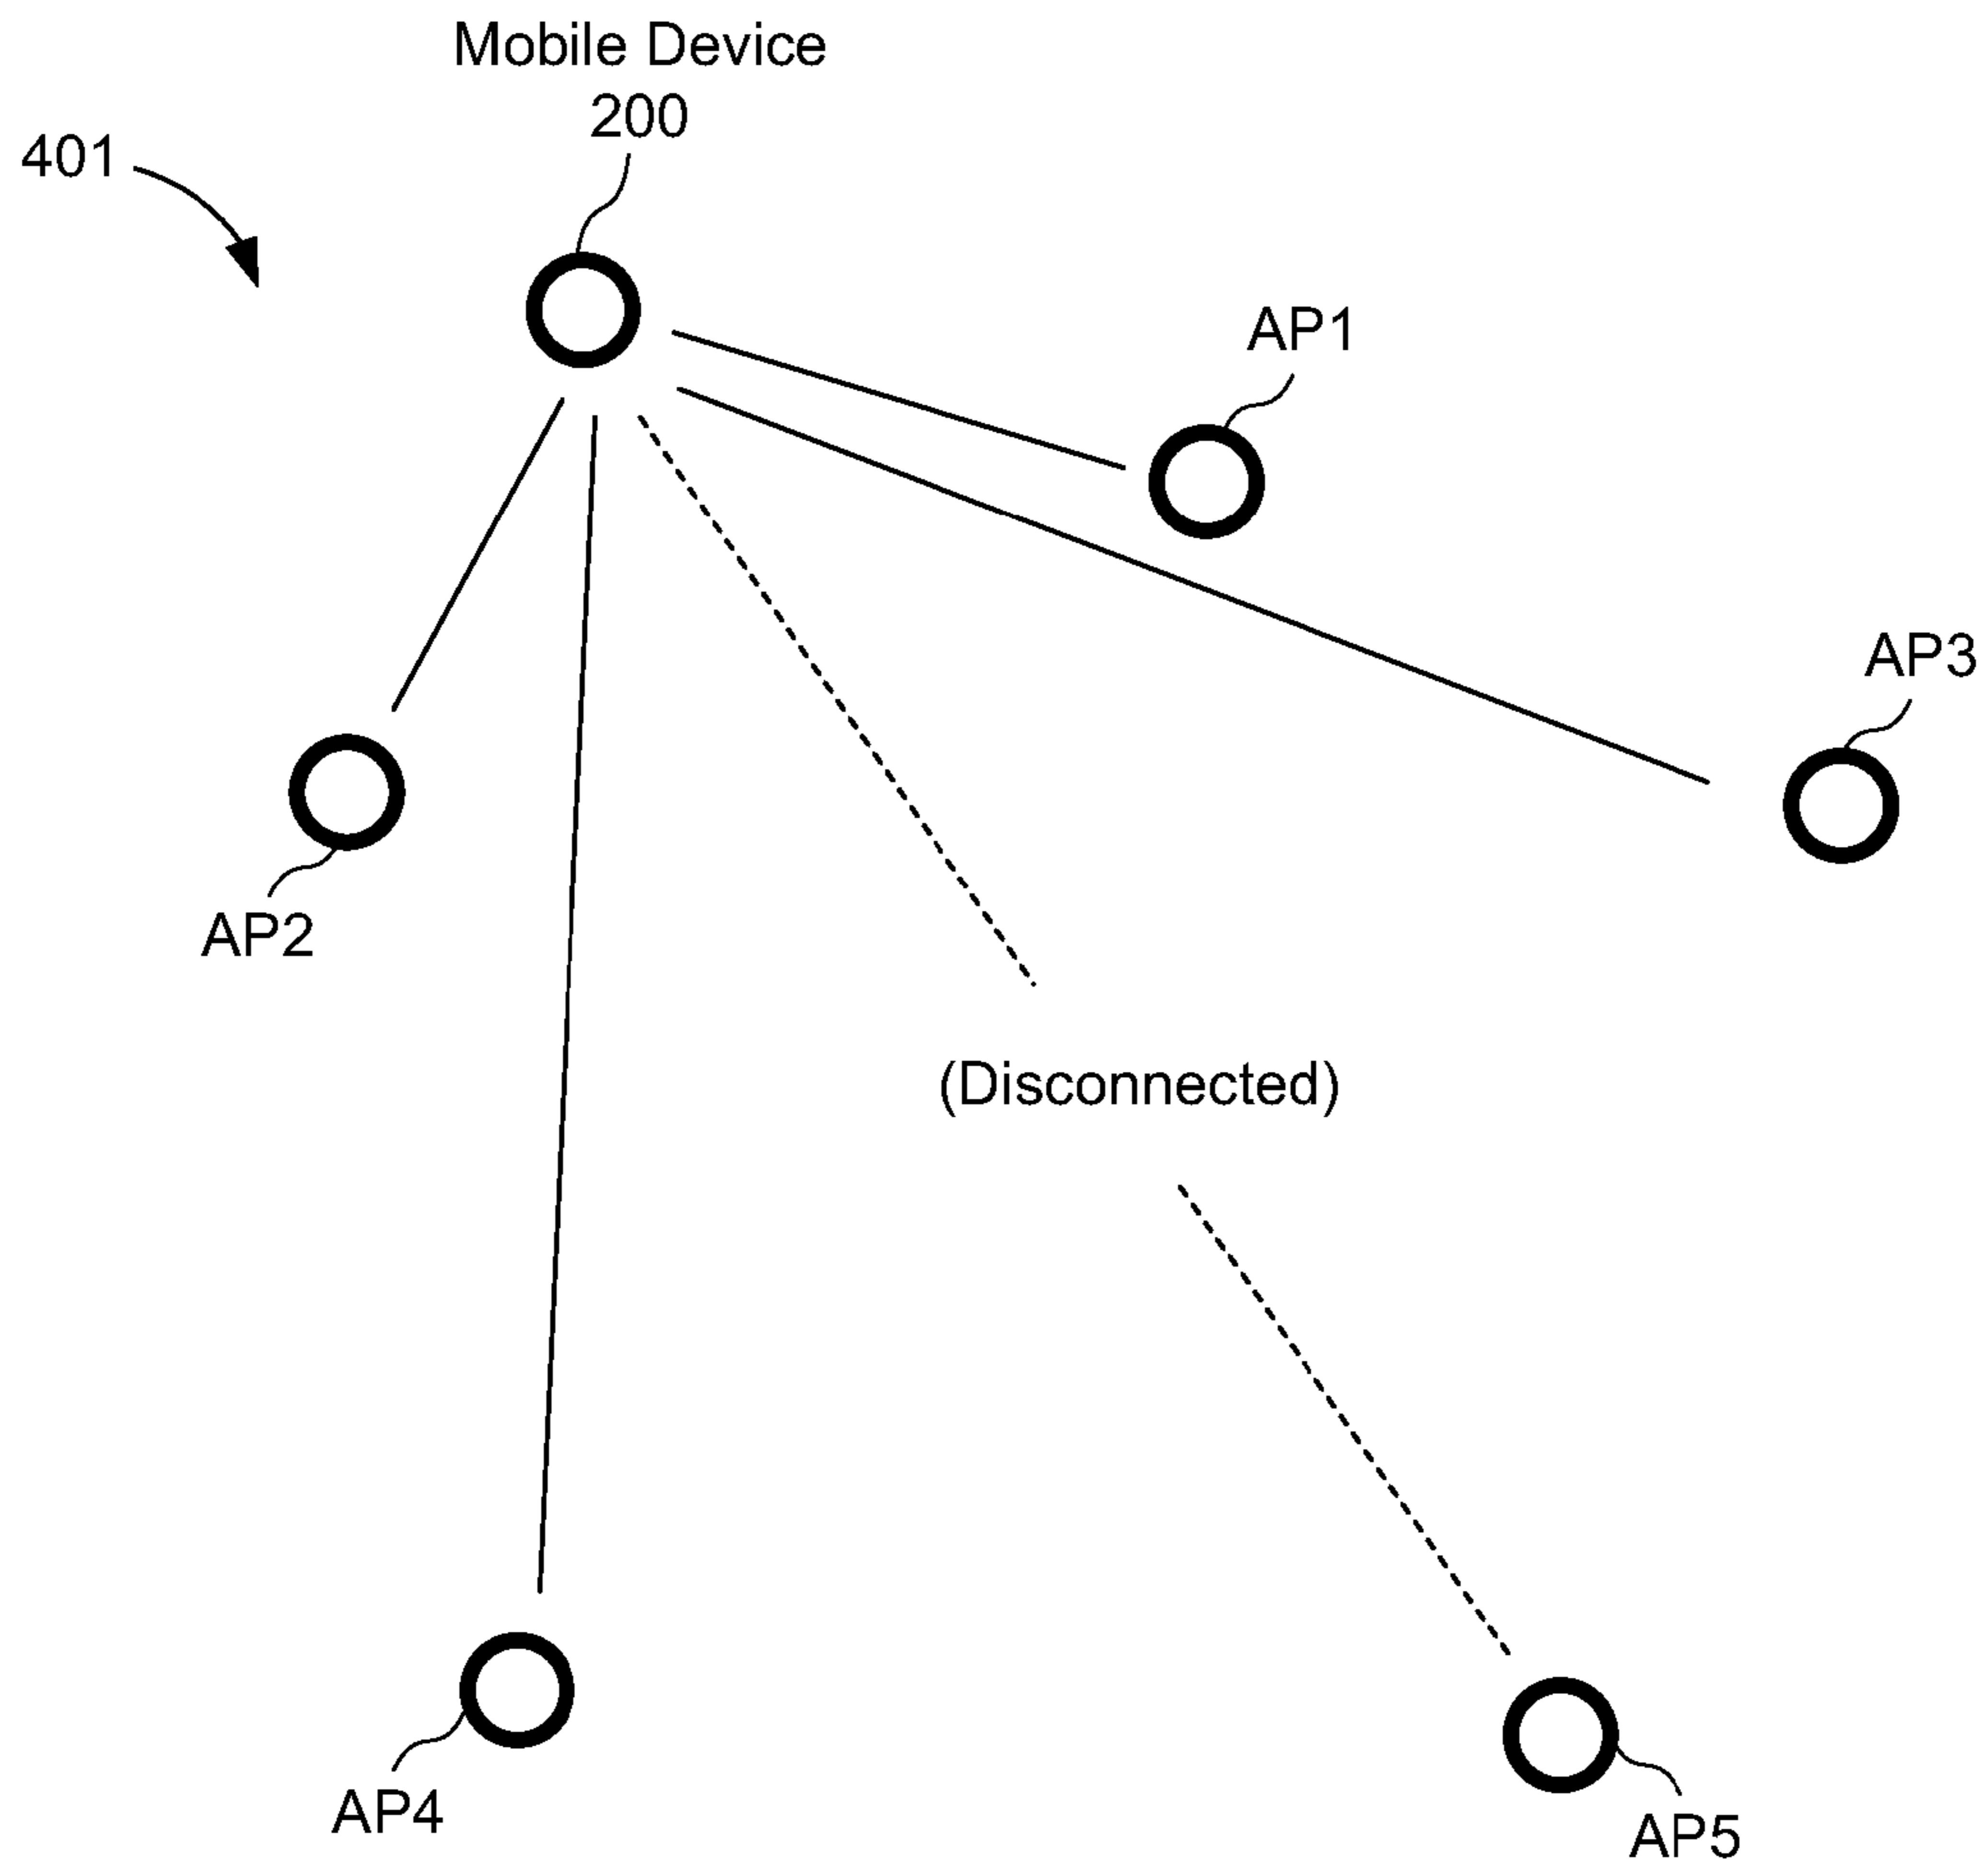 Mobile Device
200
401
AP1
AP3
AP2
(Disconnected)
AP4
AP5